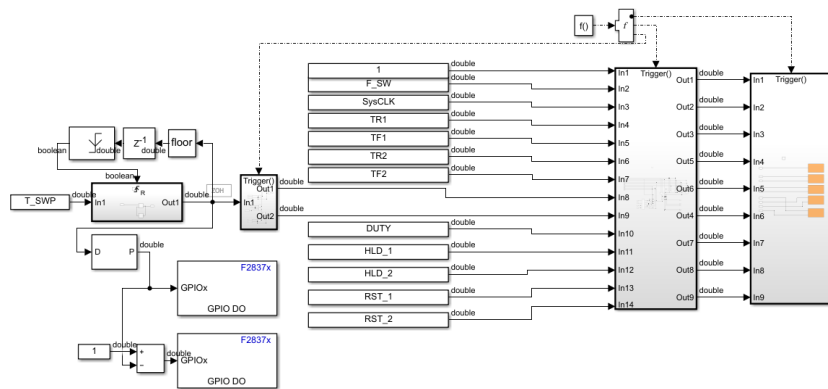 f()
f
double
1
double
Trigger()
Trigger()
In1
Out1
double
In1
F_SW
double
In2
Out2
double
In2
SysCLK
double
In3
Out3
double
In3
TR1
double
In4
Out5
double
In4
TF1
double
In5
Out6
double
In5
TR2
double
In6
Out4
double
In6
TF2
double
In7
Out7
double
In7
In8
Out8
double
In8
In9
Out9
double
In9
DUTY
double
In10
HLD_1
double
In11
HLD_2
double
In12
RST_1
double
In13
RST_2
double
In14
boolean
double
Z-1
double
floor
boolean
R
T_SWP
double
In1
Out1
double
ZOH
Trigger()
In1
Out1
double
Out2
double
D
P
double
F2837x
GPIOx
GPIO DO
1
double
+
−
double
F2837x
GPIOx
GPIO DO